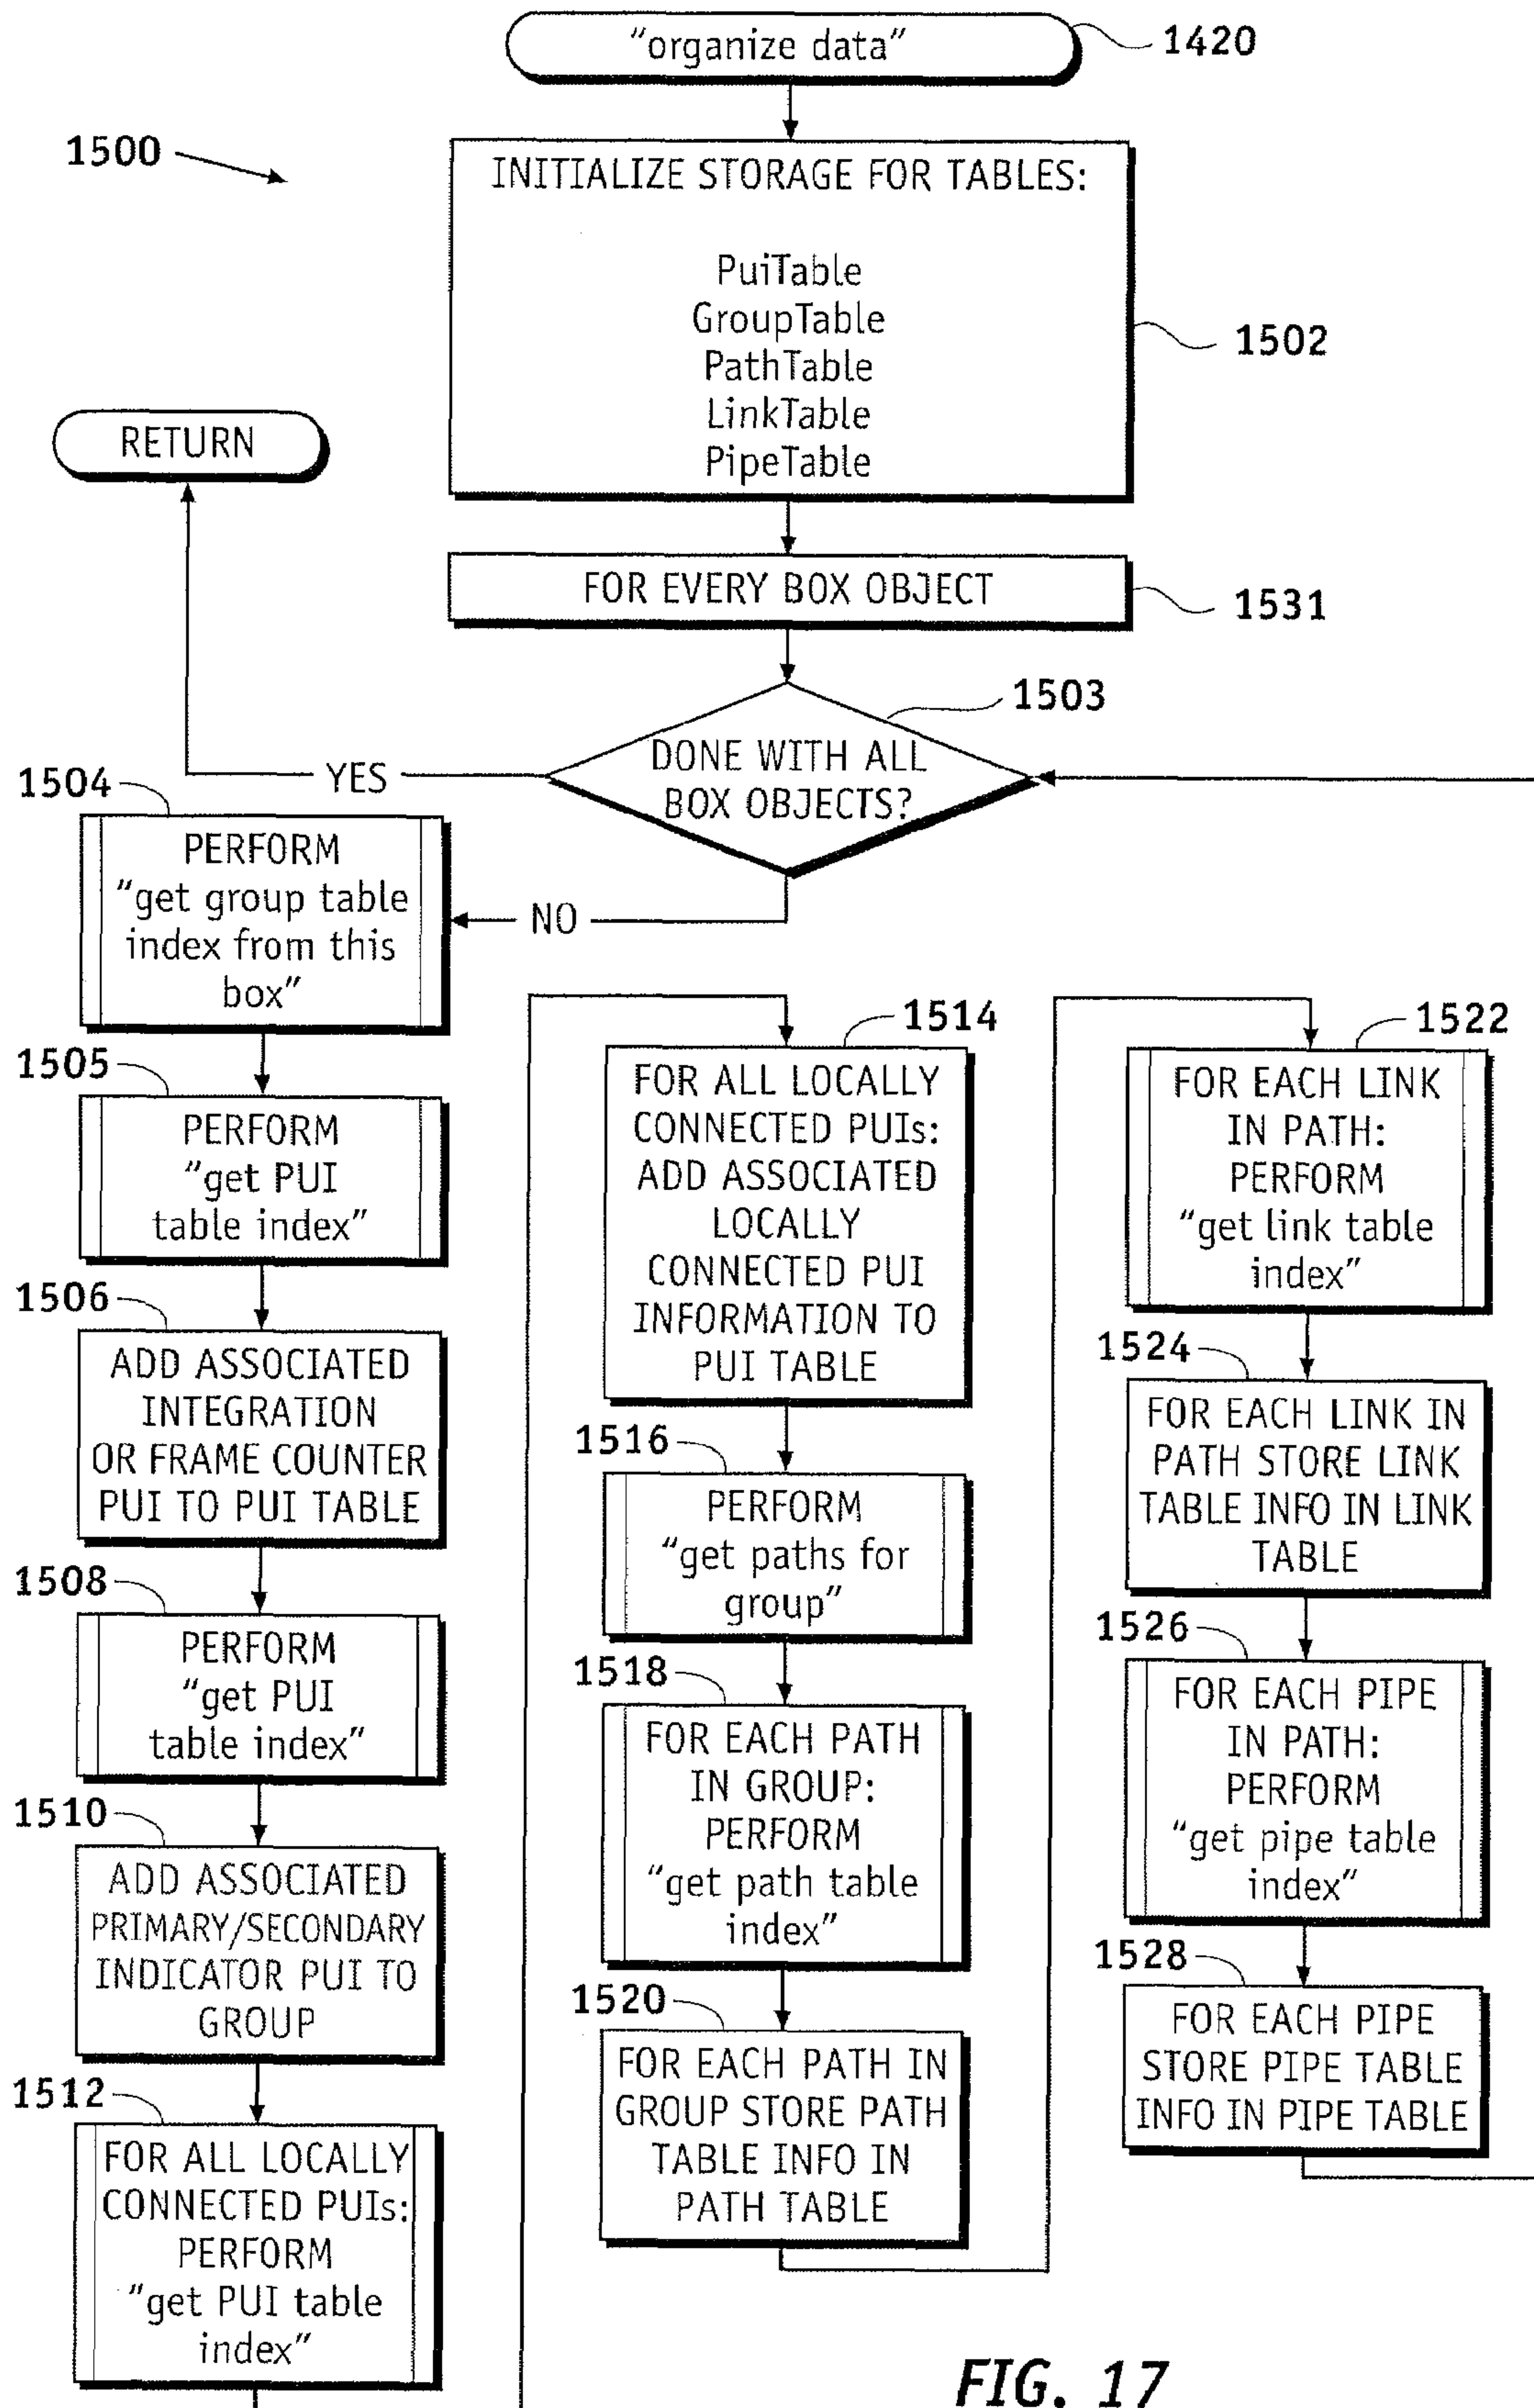 "organize data"
1420
1500
INITIALIZE STORAGE FOR TABLES:
PuiTable
GroupTable
PathTable
LinkTable
PipeTable
1502
RETURN
FOR EVERY BOX OBJECT
1531
1503
DONE WITH ALL
BOX OBJECTS?
YES
NO
1504
PERFORM
"get group table
index from this
box"
1505
PERFORM
"get PUI
table index"
1506
ADD ASSOCIATED
INTEGRATION
OR FRAME COUNTER
PUI TO PUI TABLE
1508
PERFORM
"get PUI
table index"
1510
ADD ASSOCIATED
PRIMARY/SECONDARY
INDICATOR PUI TO
GROUP
1512
FOR ALL LOCALLY
CONNECTED PUIs:
PERFORM
"get PUI table
index"
1514
FOR ALL LOCALLY
CONNECTED PUIs:
ADD ASSOCIATED
LOCALLY
CONNECTED PUI
INFORMATION TO
PUI TABLE
1516
PERFORM
"get paths for
group"
1518
FOR EACH PATH
IN GROUP:
PERFORM
"get path table
index"
1520
FOR EACH PATH IN
GROUP STORE PATH
TABLE INFO IN
PATH TABLE
1522
FOR EACH LINK
IN PATH:
PERFORM
"get link table
index"
1524
FOR EACH LINK IN
PATH STORE LINK
TABLE INFO IN LINK
TABLE
1526
FOR EACH PIPE
IN PATH:
PERFORM
"get pipe table
index"
1528
FOR EACH PIPE
STORE PIPE TABLE
INFO IN PIPE TABLE
FIG. 17